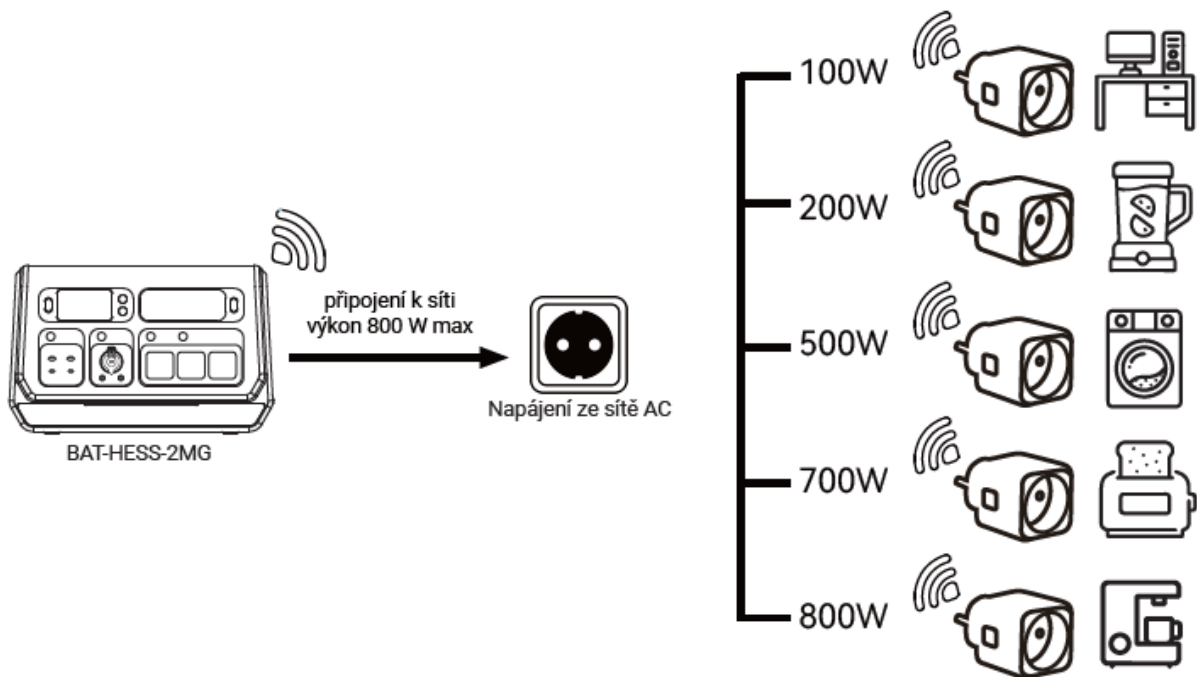 100W
200W
připojení k síti
výkon 800 W max
500W
Napájení ze sítě AC
BAT-HESS-2MG
700W
800W